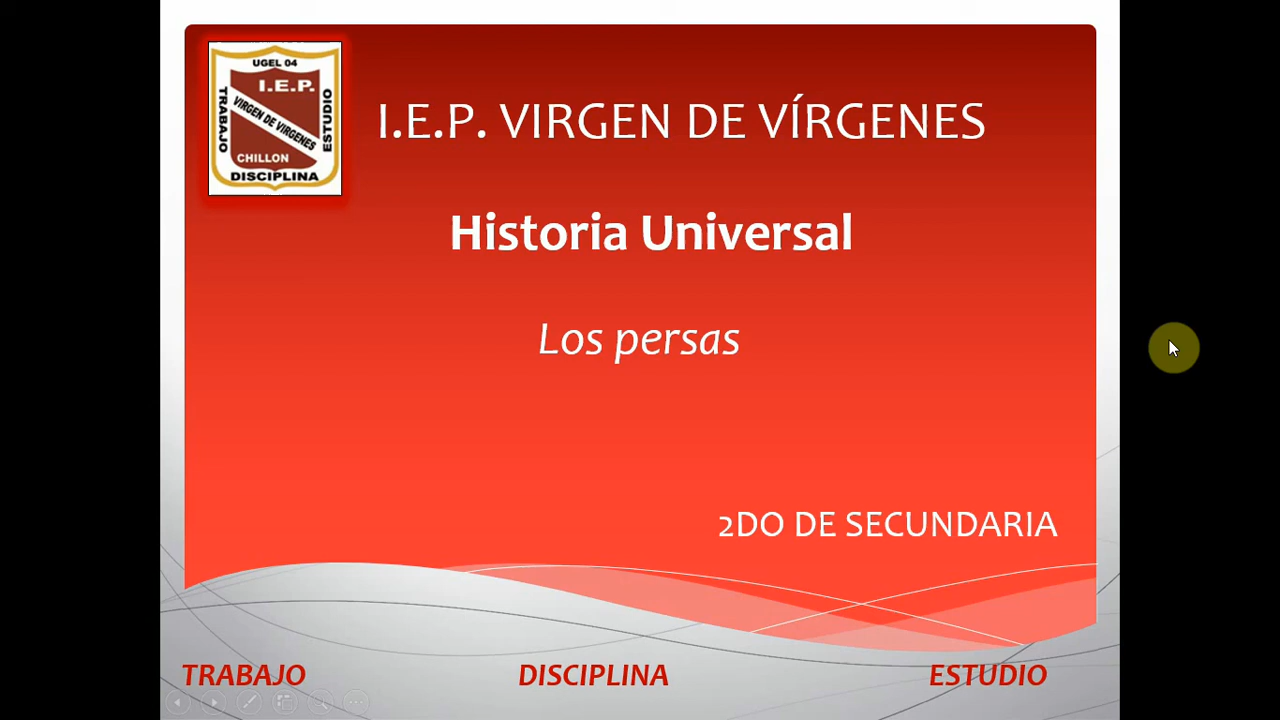 UGEL 04
I.E.P.
TRABAJO
VIRGEN DE VIRGENES
ESTUDIO
CHILLON
DISCIPLINA
I.E.P. VIRGEN DE VÍRGENES
Historia Universal
Los persas
2DO DE SECUNDARIA
TRABAJO DISCIPLINA ESTUDIO